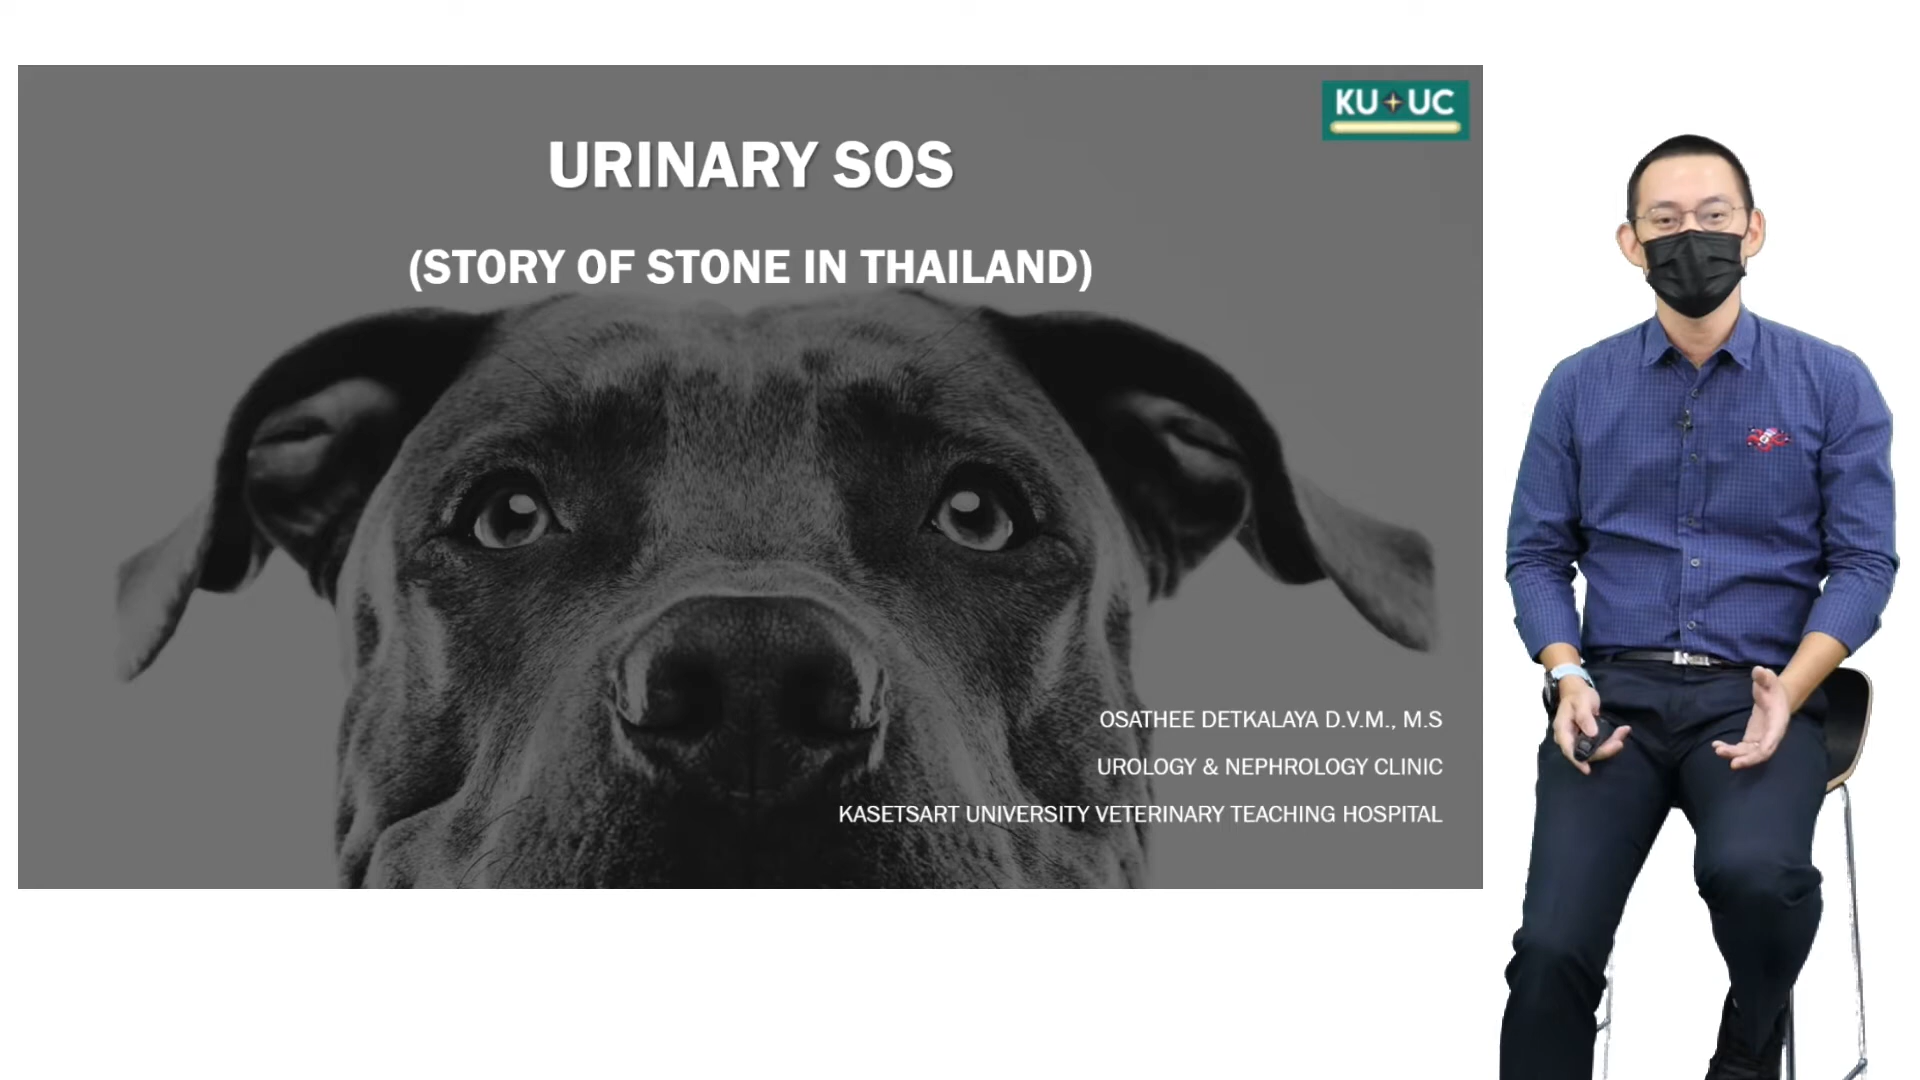 KU+UC
URINARY SOS
(STORY OF STONE IN THAILAND)
OSATHEE DETKALAYA D.V.M., M.S
UROLOGY & NEPHROLOGY CLINIC
KASETSART UNIVERSITY VETERINARY TEACHING HOSPITAL